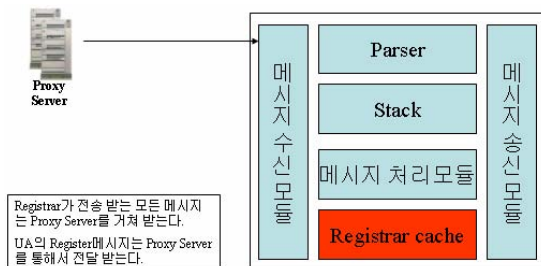 Proxy
Server
메시지 수신 모듈
Parser
Stack
메시지 처리모듈
Registrar cache
메시지 송신 모듈
Registrar가 전송 받는 모든 메시지
는 Proxy Server를 거쳐 받는다.
UA의 Register메시지는 Proxy Server
를 통해서 전달 받는다.